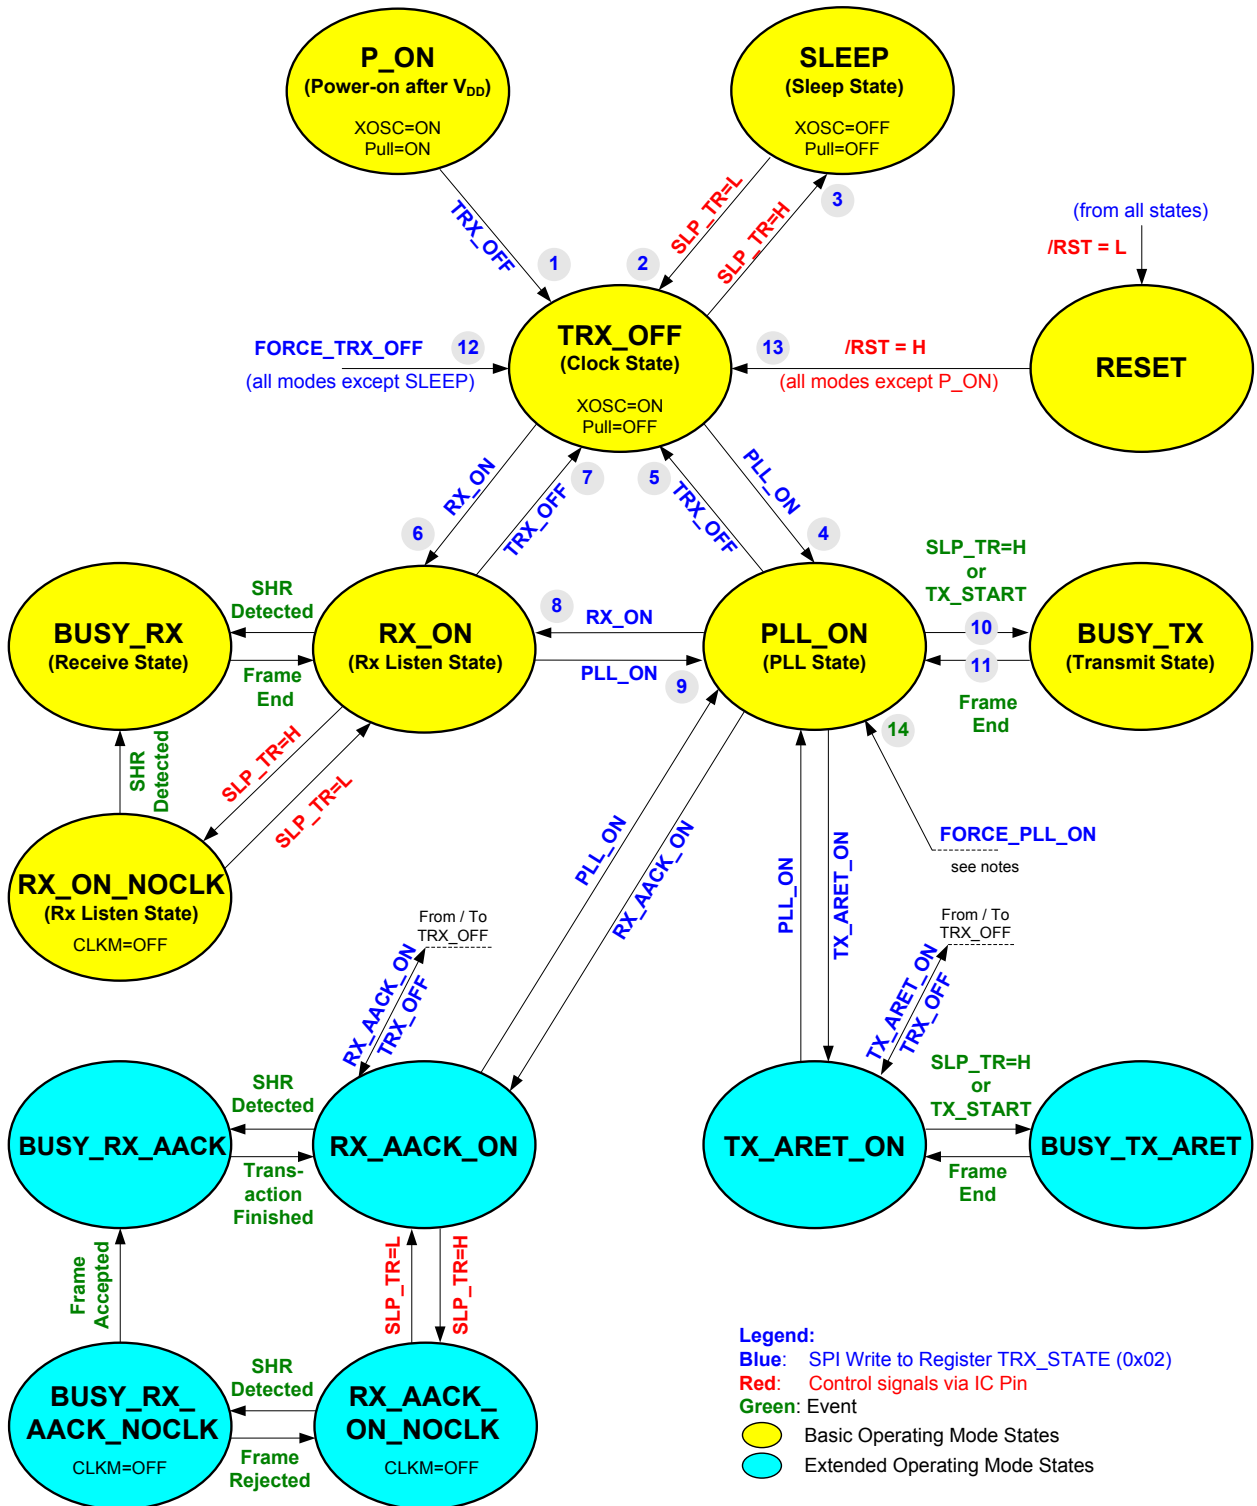 P_ON
(Power-on after VDD)
XOSC=ON
Pull=ON
SLEEP
(Sleep State)
XOSC=OFF
Pull=OFF
TRX_OFF
1
2
SLP_TR=L
SLP_TR=H
3
(from all states)
/RST = L
TRX_OFF
(Clock State)
XOSC=ON
Pull=OFF
FORCE_TRX_OFF
12
(all modes except SLEEP)
13
/RST = H
(all modes except P_ON)
RESET
RX_ON
6
TRX_OFF
7
5
TRX_OFF
PLL_ON
4
BUSY_RX
(Receive State)
SHR
Detected
Frame
End
RX_ON
(Rx Listen State)
8
RX_ON
PLL_ON
9
PLL_ON
(PLL State)
SLP_TR=H
or
TX_START
10
11
Frame
End
BUSY_TX
(Transmit State)
SHR
Detected
SLP_TR=H
SLP_TR=L
14
FORCE_PLL_ON
see notes
RX_ON_NOCLK
(Rx Listen State)
CLKM=OFF
PLL_ON
RX_AACK_ON
PLL_ON
TX_ARET_ON
From / To
TRX_OFF
RX_AACK_ON
TRX_OFF
From / To
TRX_OFF
TX_ARET_ON
TRX_OFF
BUSY_RX_AACK
SHR
Detected
Trans-
action
Finished
RX_AACK_ON
TX_ARET_ON
SLP_TR=H
or
TX_START
Frame
End
BUSY_TX_ARET
Frame
Accepted
SLP_TR=L
SLP_TR=H
BUSY_RX_
AACK_NOCLK
CLKM=OFF
SHR
Detected
Frame
Rejected
RX_AACK_
ON_NOCLK
CLKM=OFF
Legend:
Blue: SPI Write to Register TRX_STATE (0x02)
Red: Control signals via IC Pin
Green: Event
Basic Operating Mode States
Extended Operating Mode States